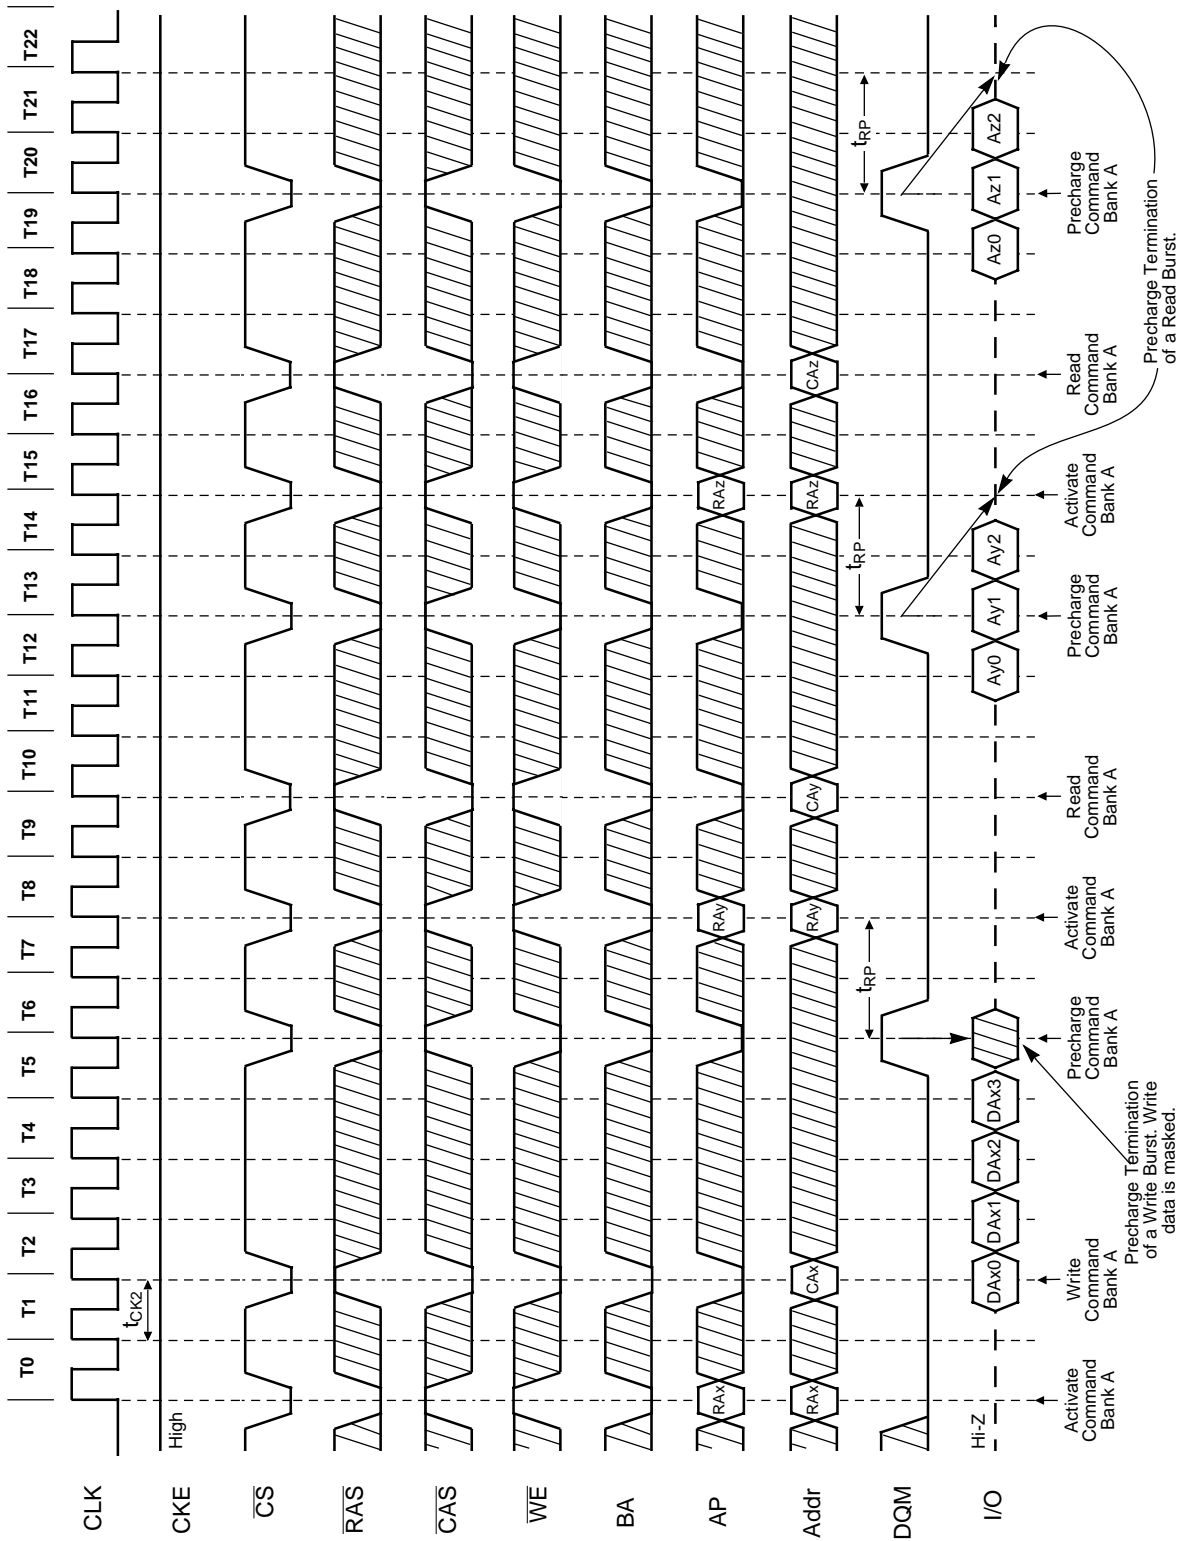 T0 T1 T2 T3 T4 T5 T6 T7 T8 T9 T10 T11 T12 T13 T14 T15 T16 T17 T18 T19 T20 T21 T22
CLK
tCK2
CKE
High
CS
RAS
CAS
WE
BA
AP
RAx RAy RAz
Addr
RAx CAx RAy CAy RAz CAz
tRP tRP tRP
DQM
I/O
Hi-Z
DAx0 DAx1 DAx2 DAx3 Ay0 Ay1 Ay2 Az0 Az1 Az2
Activate
Command
Bank A
Write
Command
Bank A
Precharge
Command
Bank A
Activate
Command
Bank A
Read
Command
Bank A
Precharge
Command
Bank A
Activate
Command
Bank A
Read
Command
Bank A
Precharge
Command
Bank A
Precharge Termination
of a Write Burst. Write
data is masked.
Precharge Termination
of a Read Burst.